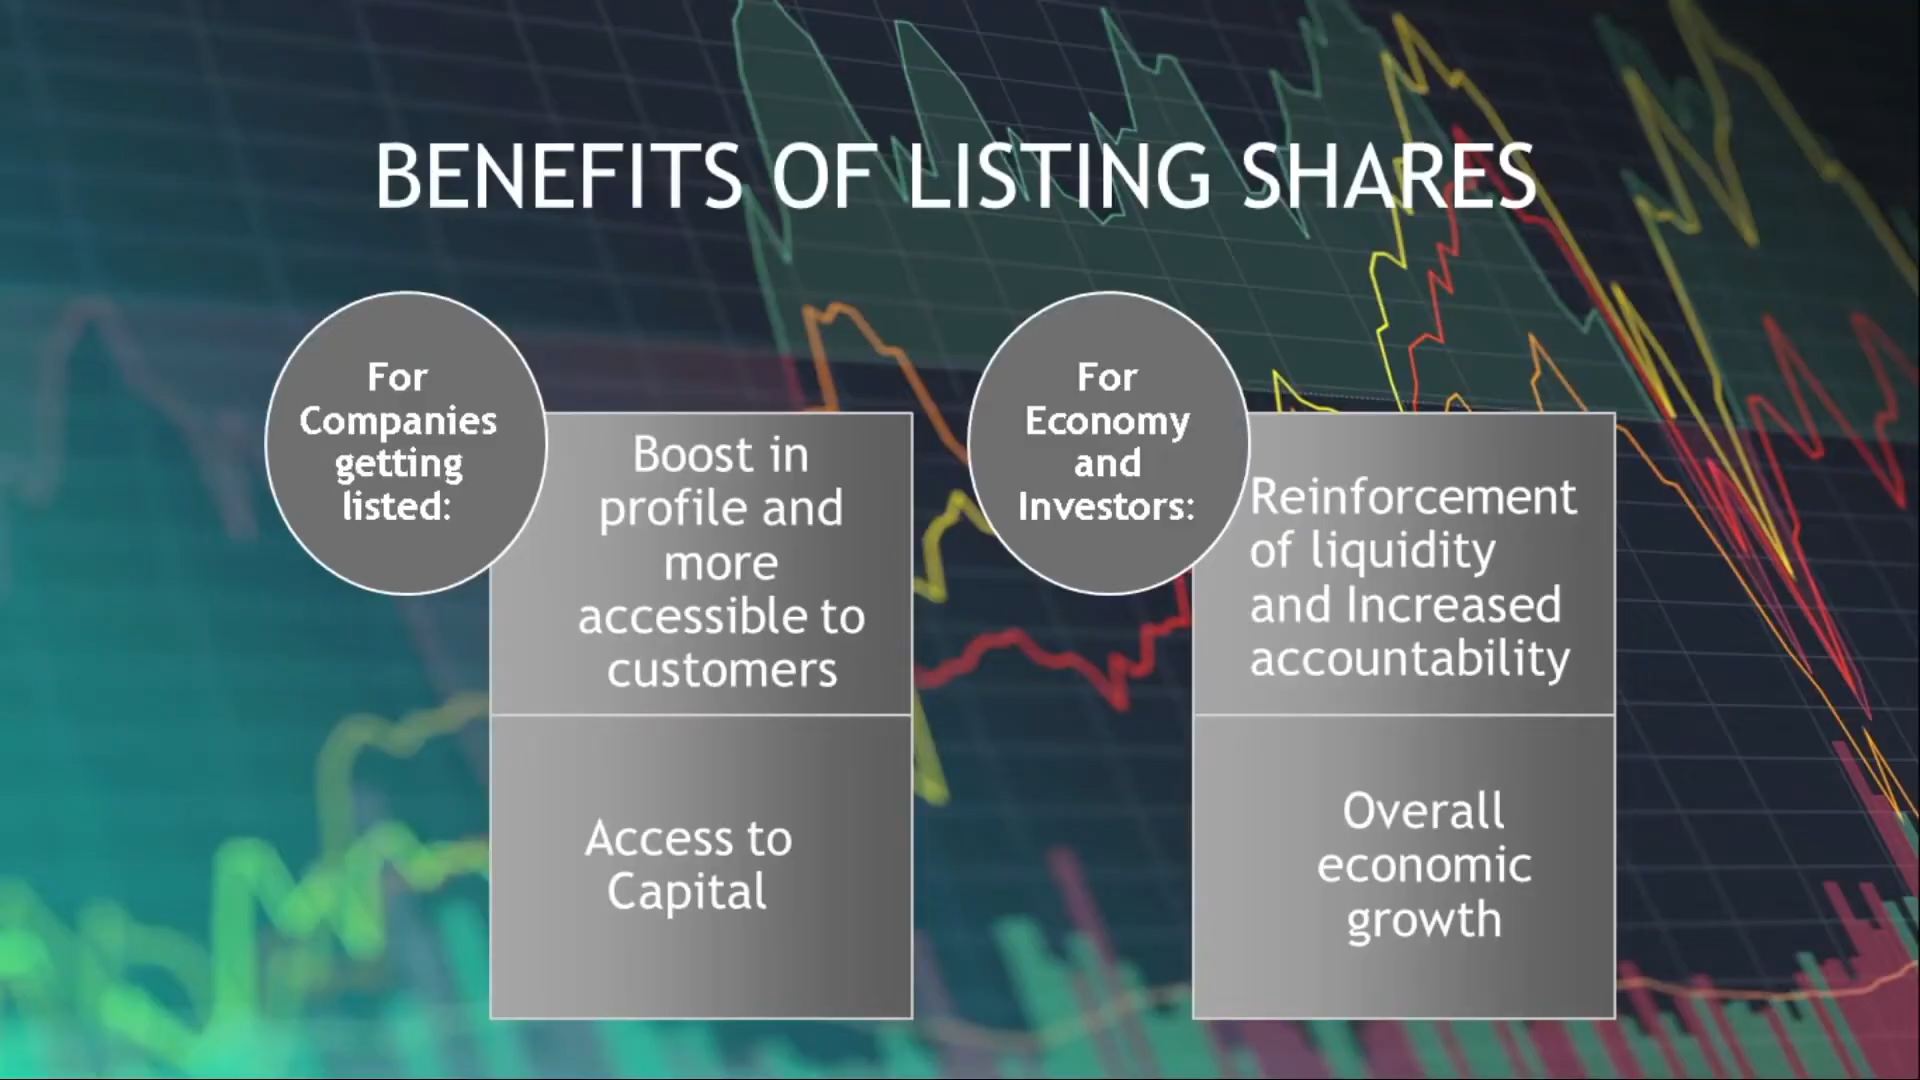 BENEFITS OF LISTING SHARES
For
Companies
getting
listed:
Boost in
profile and
more
accessible to
customers
Access to
Capital
For
Economy
and
Investors:
Reinforcement
of liquidity
and Increased
accountability
Overall
economic
growth